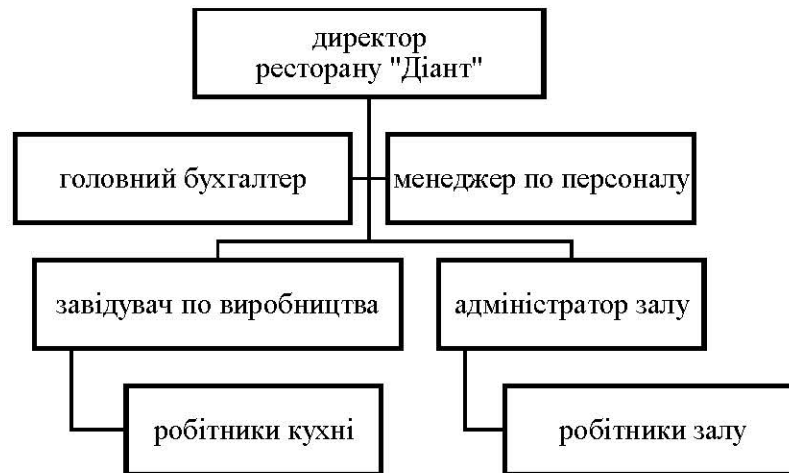 директор
ресторану "Діант"
головний бухгалтер
менеджер по персоналу
завідувач по виробництва
адміністратор залу
робітники кухні
робітники залу